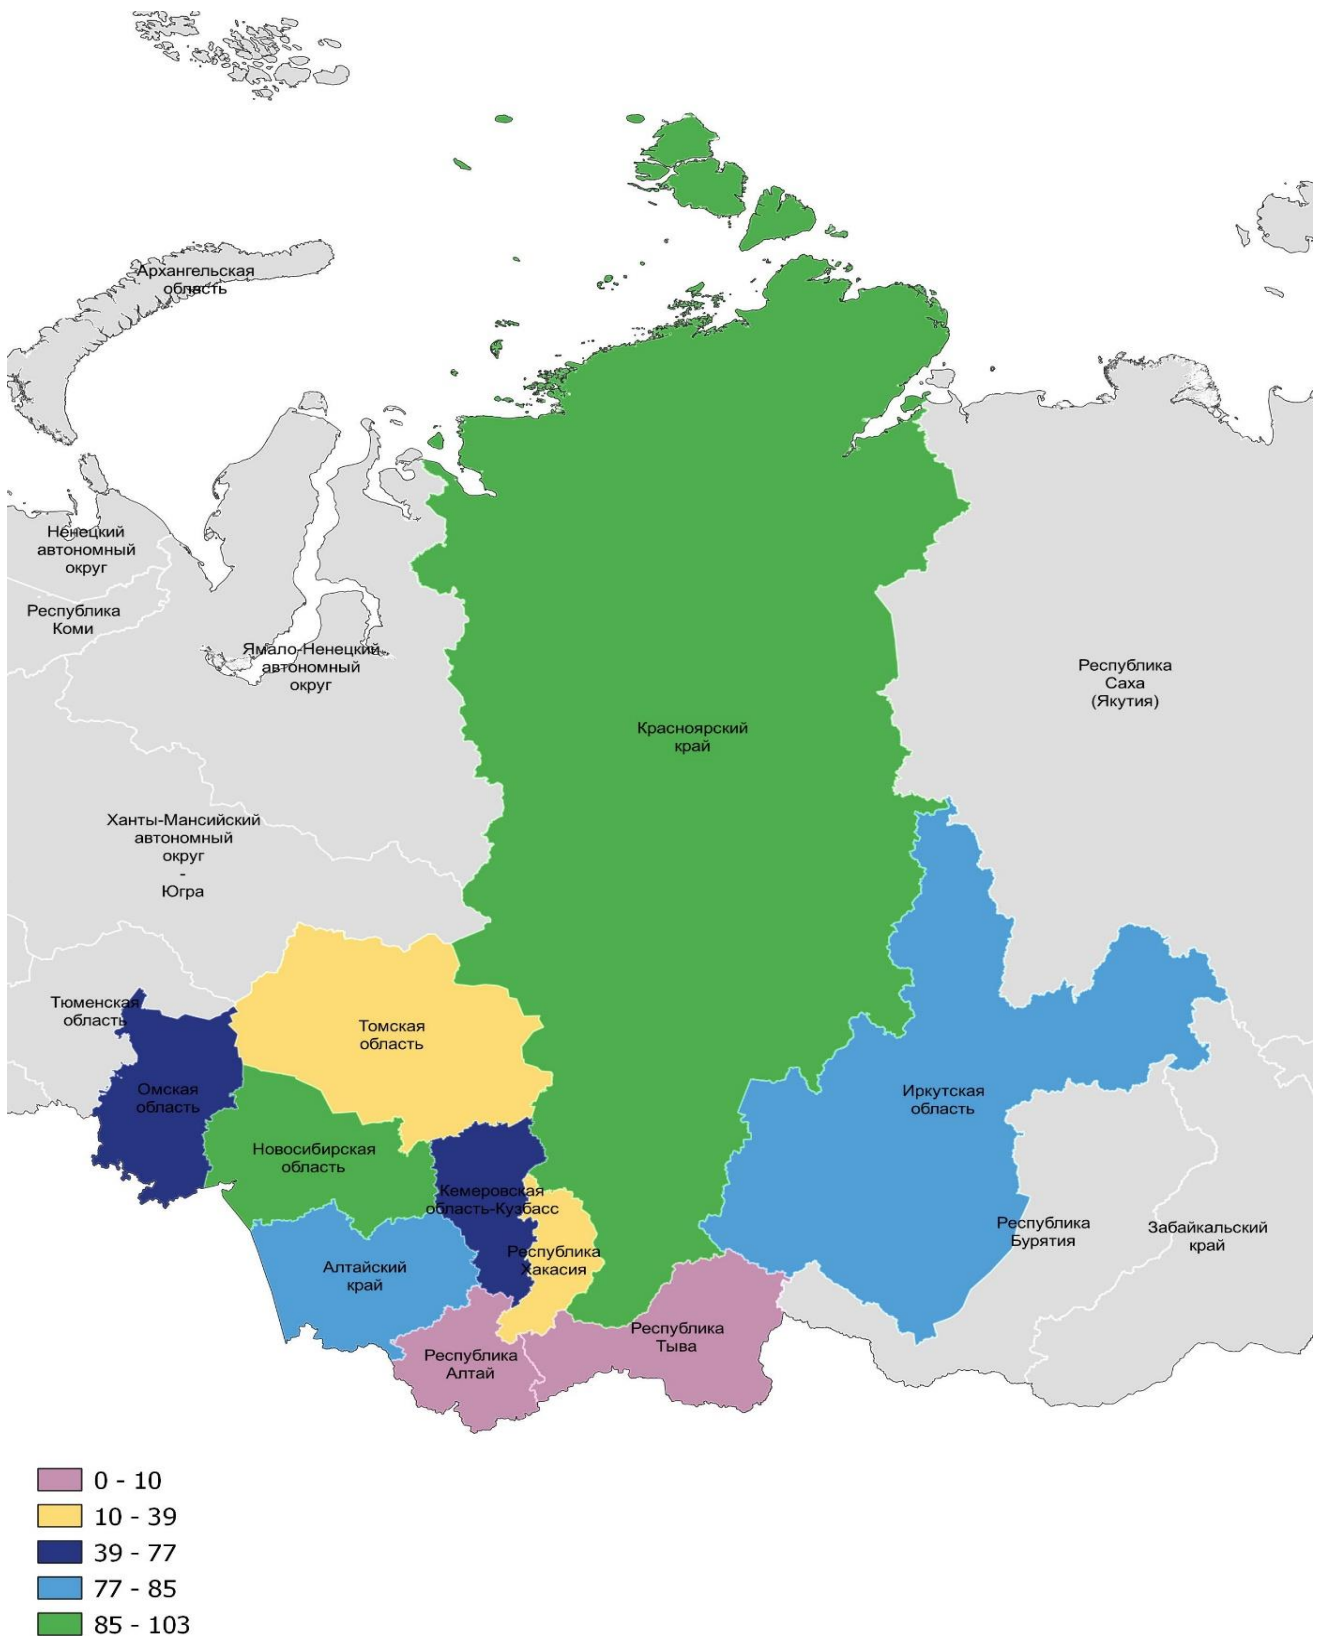 Архангельская
область
Ненецкий
автономный
округ
Республика
Коми
Ямало-Ненецкий
автономный
округ
Республика
Саха
(Якутия)
Красноярский
край
Ханты-Мансийский
автономный
округ
-
Югра
Тюменская
область
Томская
область
Омская
область
Иркутская
область
Новосибирская
область
Кемеровская
область-Кузбасс
Республика
Бурятия
Забайкальский
край
Республика
Хакасия
Алтайский
край
Республика
Тыва
Республика
Алтай
0 - 10
10 - 39
39 - 77
77 - 85
85 - 103